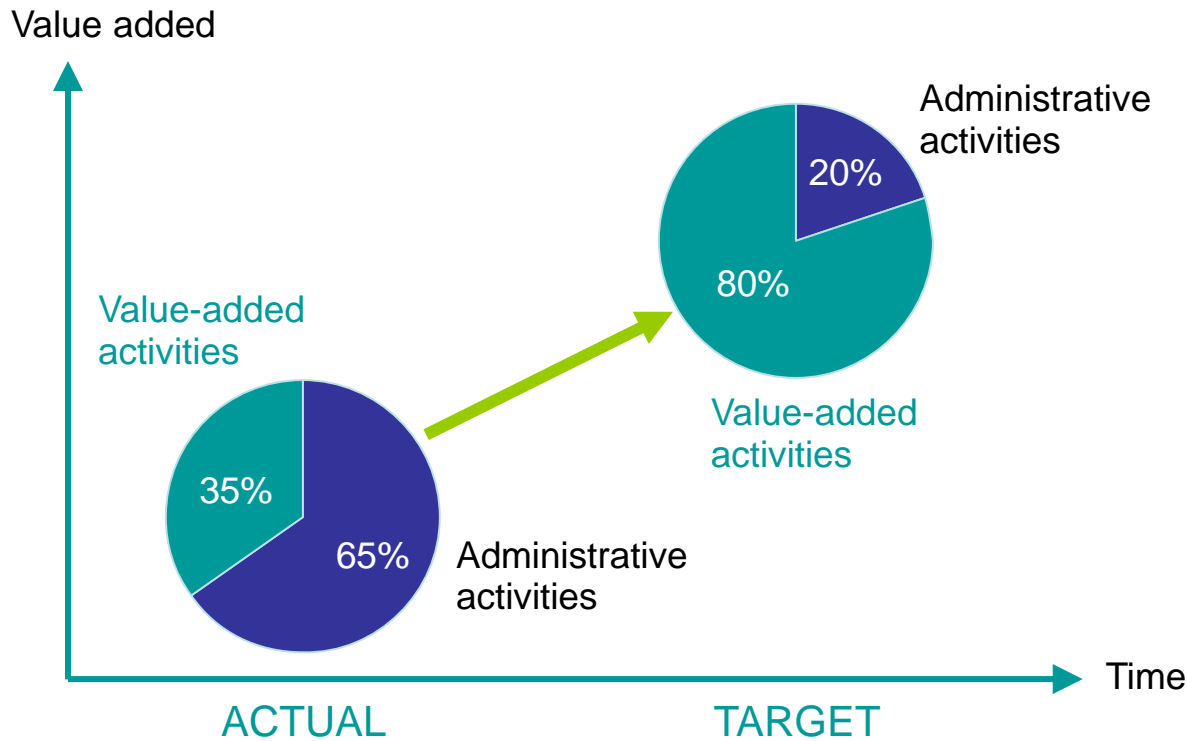 Value added
Administrative
activities
20%
80%
Value-added
activities
Value-added
activities
35%
65%
Administrative
activities
Time
ACTUAL
TARGET